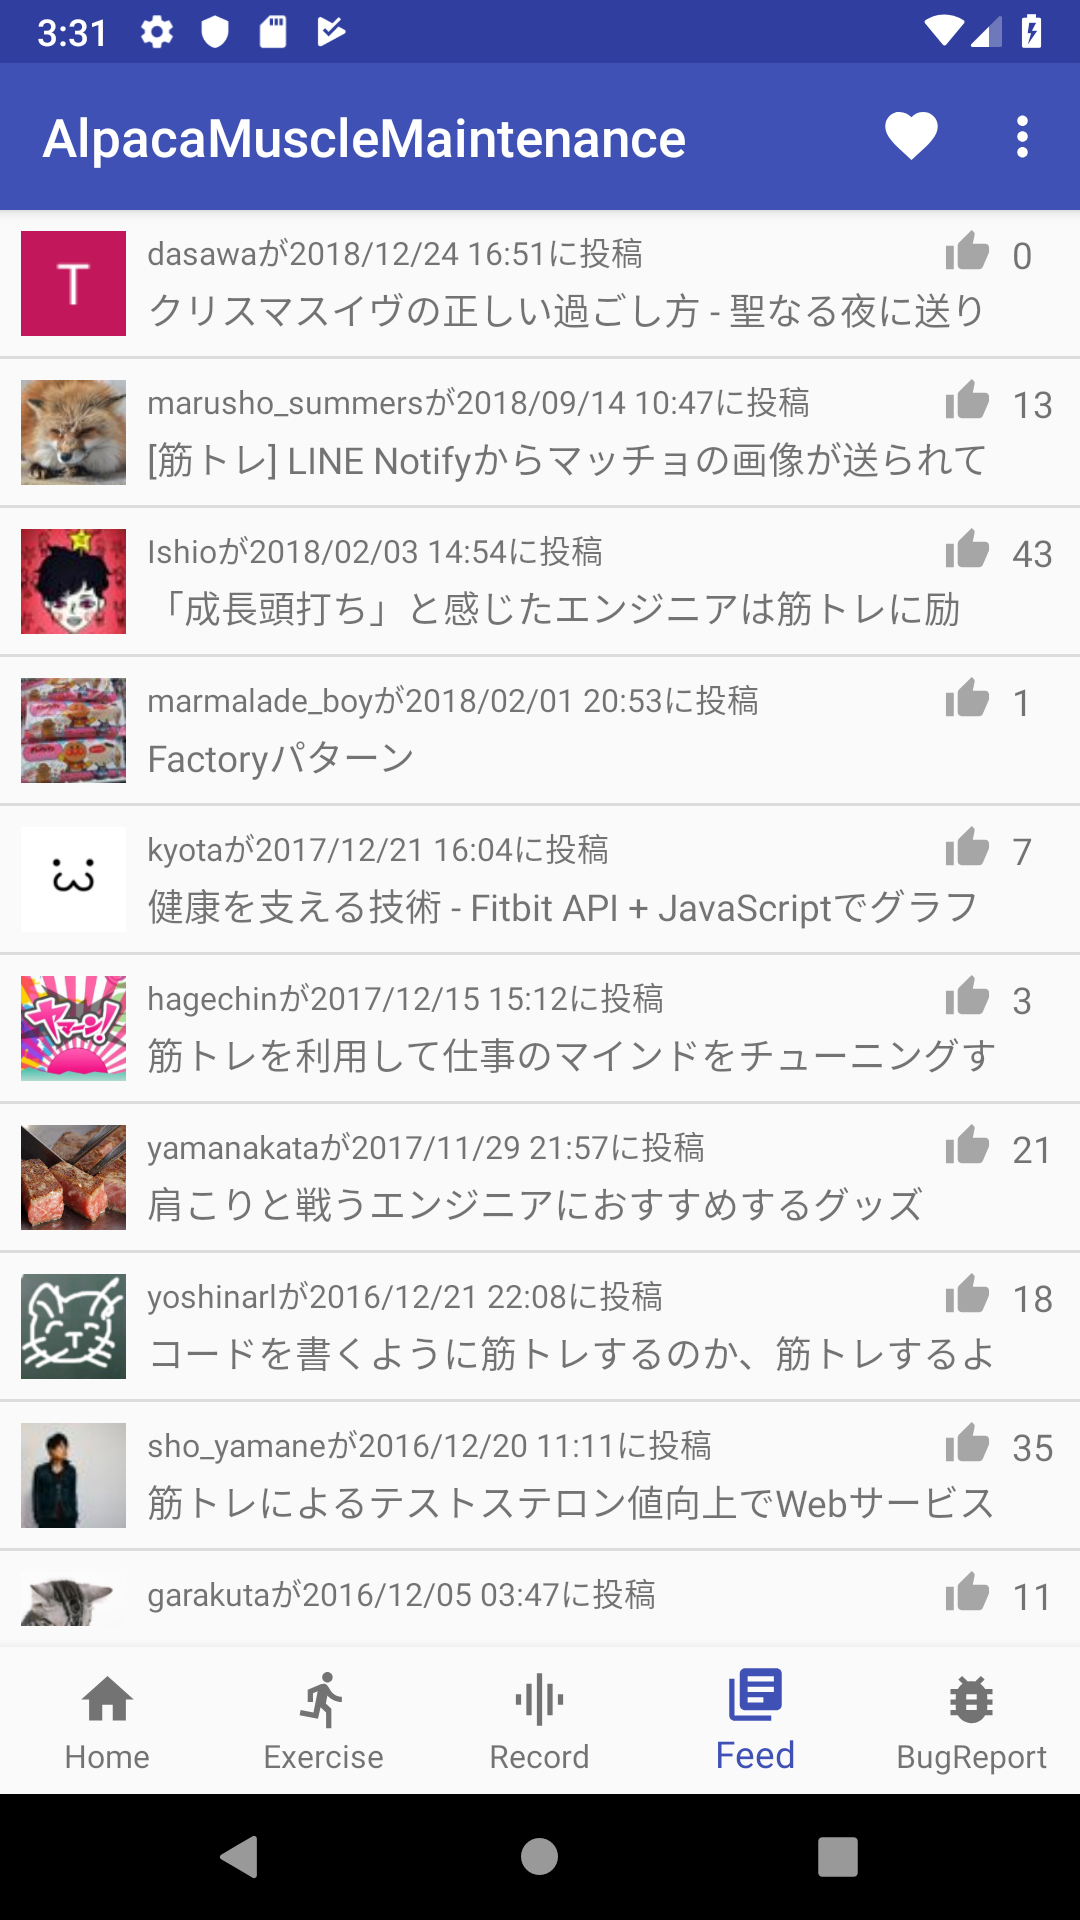 3:31
AlpacaMuscleMaintenance
T
dasawaが2018/12/24 16:51に投稿
0
クリスマスイヴの正しい過ごし方 - 聖なる夜に送り
marusho_summersが2018/09/14 10:47に投稿
13
[筋トレ] LINE Notifyからマッチョの画像が送られて
Ishioが2018/02/03 14:54に投稿
43
「成長頭打ち」と感じたエンジニアは筋トレに励
marmalade_boyが2018/02/01 20:53に投稿
1
Factoryパターン
kyotaが2017/12/21 16:04に投稿
7
健康を支える技術 - Fitbit API + JavaScriptでグラフ
hagechinが2017/12/15 15:12に投稿
3
ヤマーン!
筋トレを利用して仕事のマインドをチューニングす
yamanakataが2017/11/29 21:57に投稿
21
肩こりと戦うエンジニアにおすすめするグッズ
yoshinarlが2016/12/21 22:08に投稿
18
コードを書くように筋トレするのか、筋トレするよ
sho_yamaneが2016/12/20 11:11に投稿
35
筋トレによるテストステロン値向上でWebサービス
garakutaが2016/12/05 03:47に投稿
11
Home
Exercise
Record
Feed
BugReport